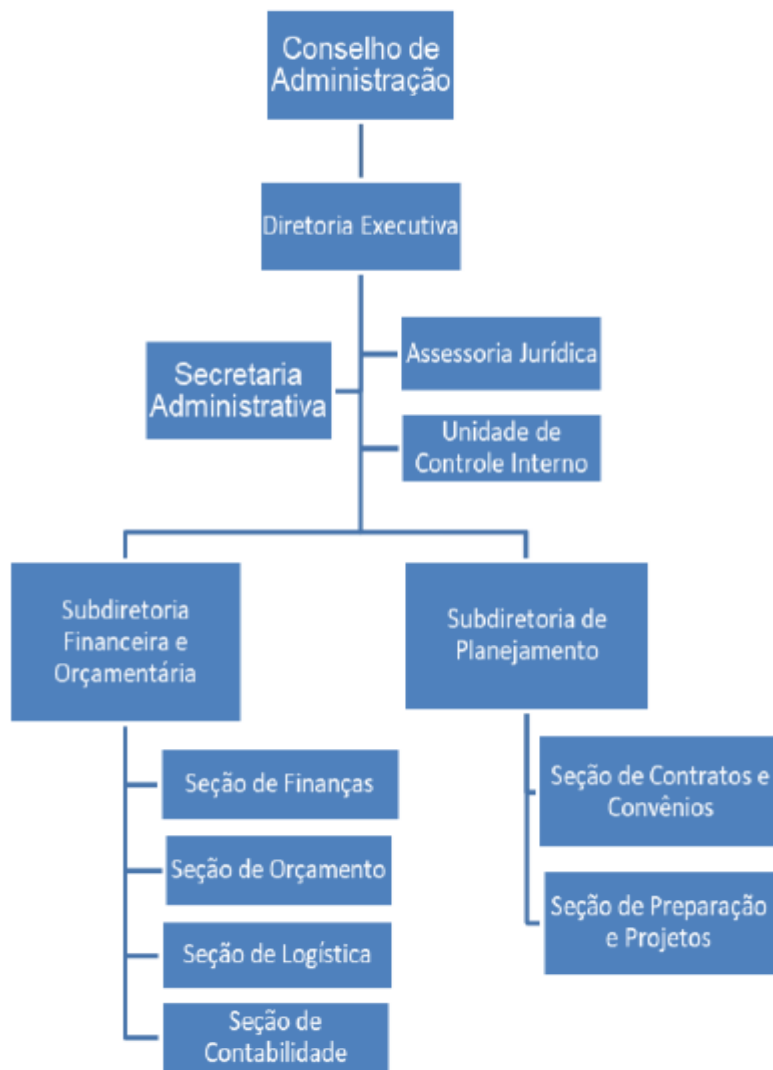 Conselho de
Administração
Diretoria Executiva
Secretaria
Administrativa
Assessoria Jurídica
Unidade de
Controle Interno
Subdiretoria
Financeira e
Orçamentária
Seção de Finanças
Seção de Orçamento
Seção de Logística
Seção de
Contabilidade
Subdiretoria de
Planejamento
Seção de Contratos e
Convênios
Seção de Preparação
e Projetos